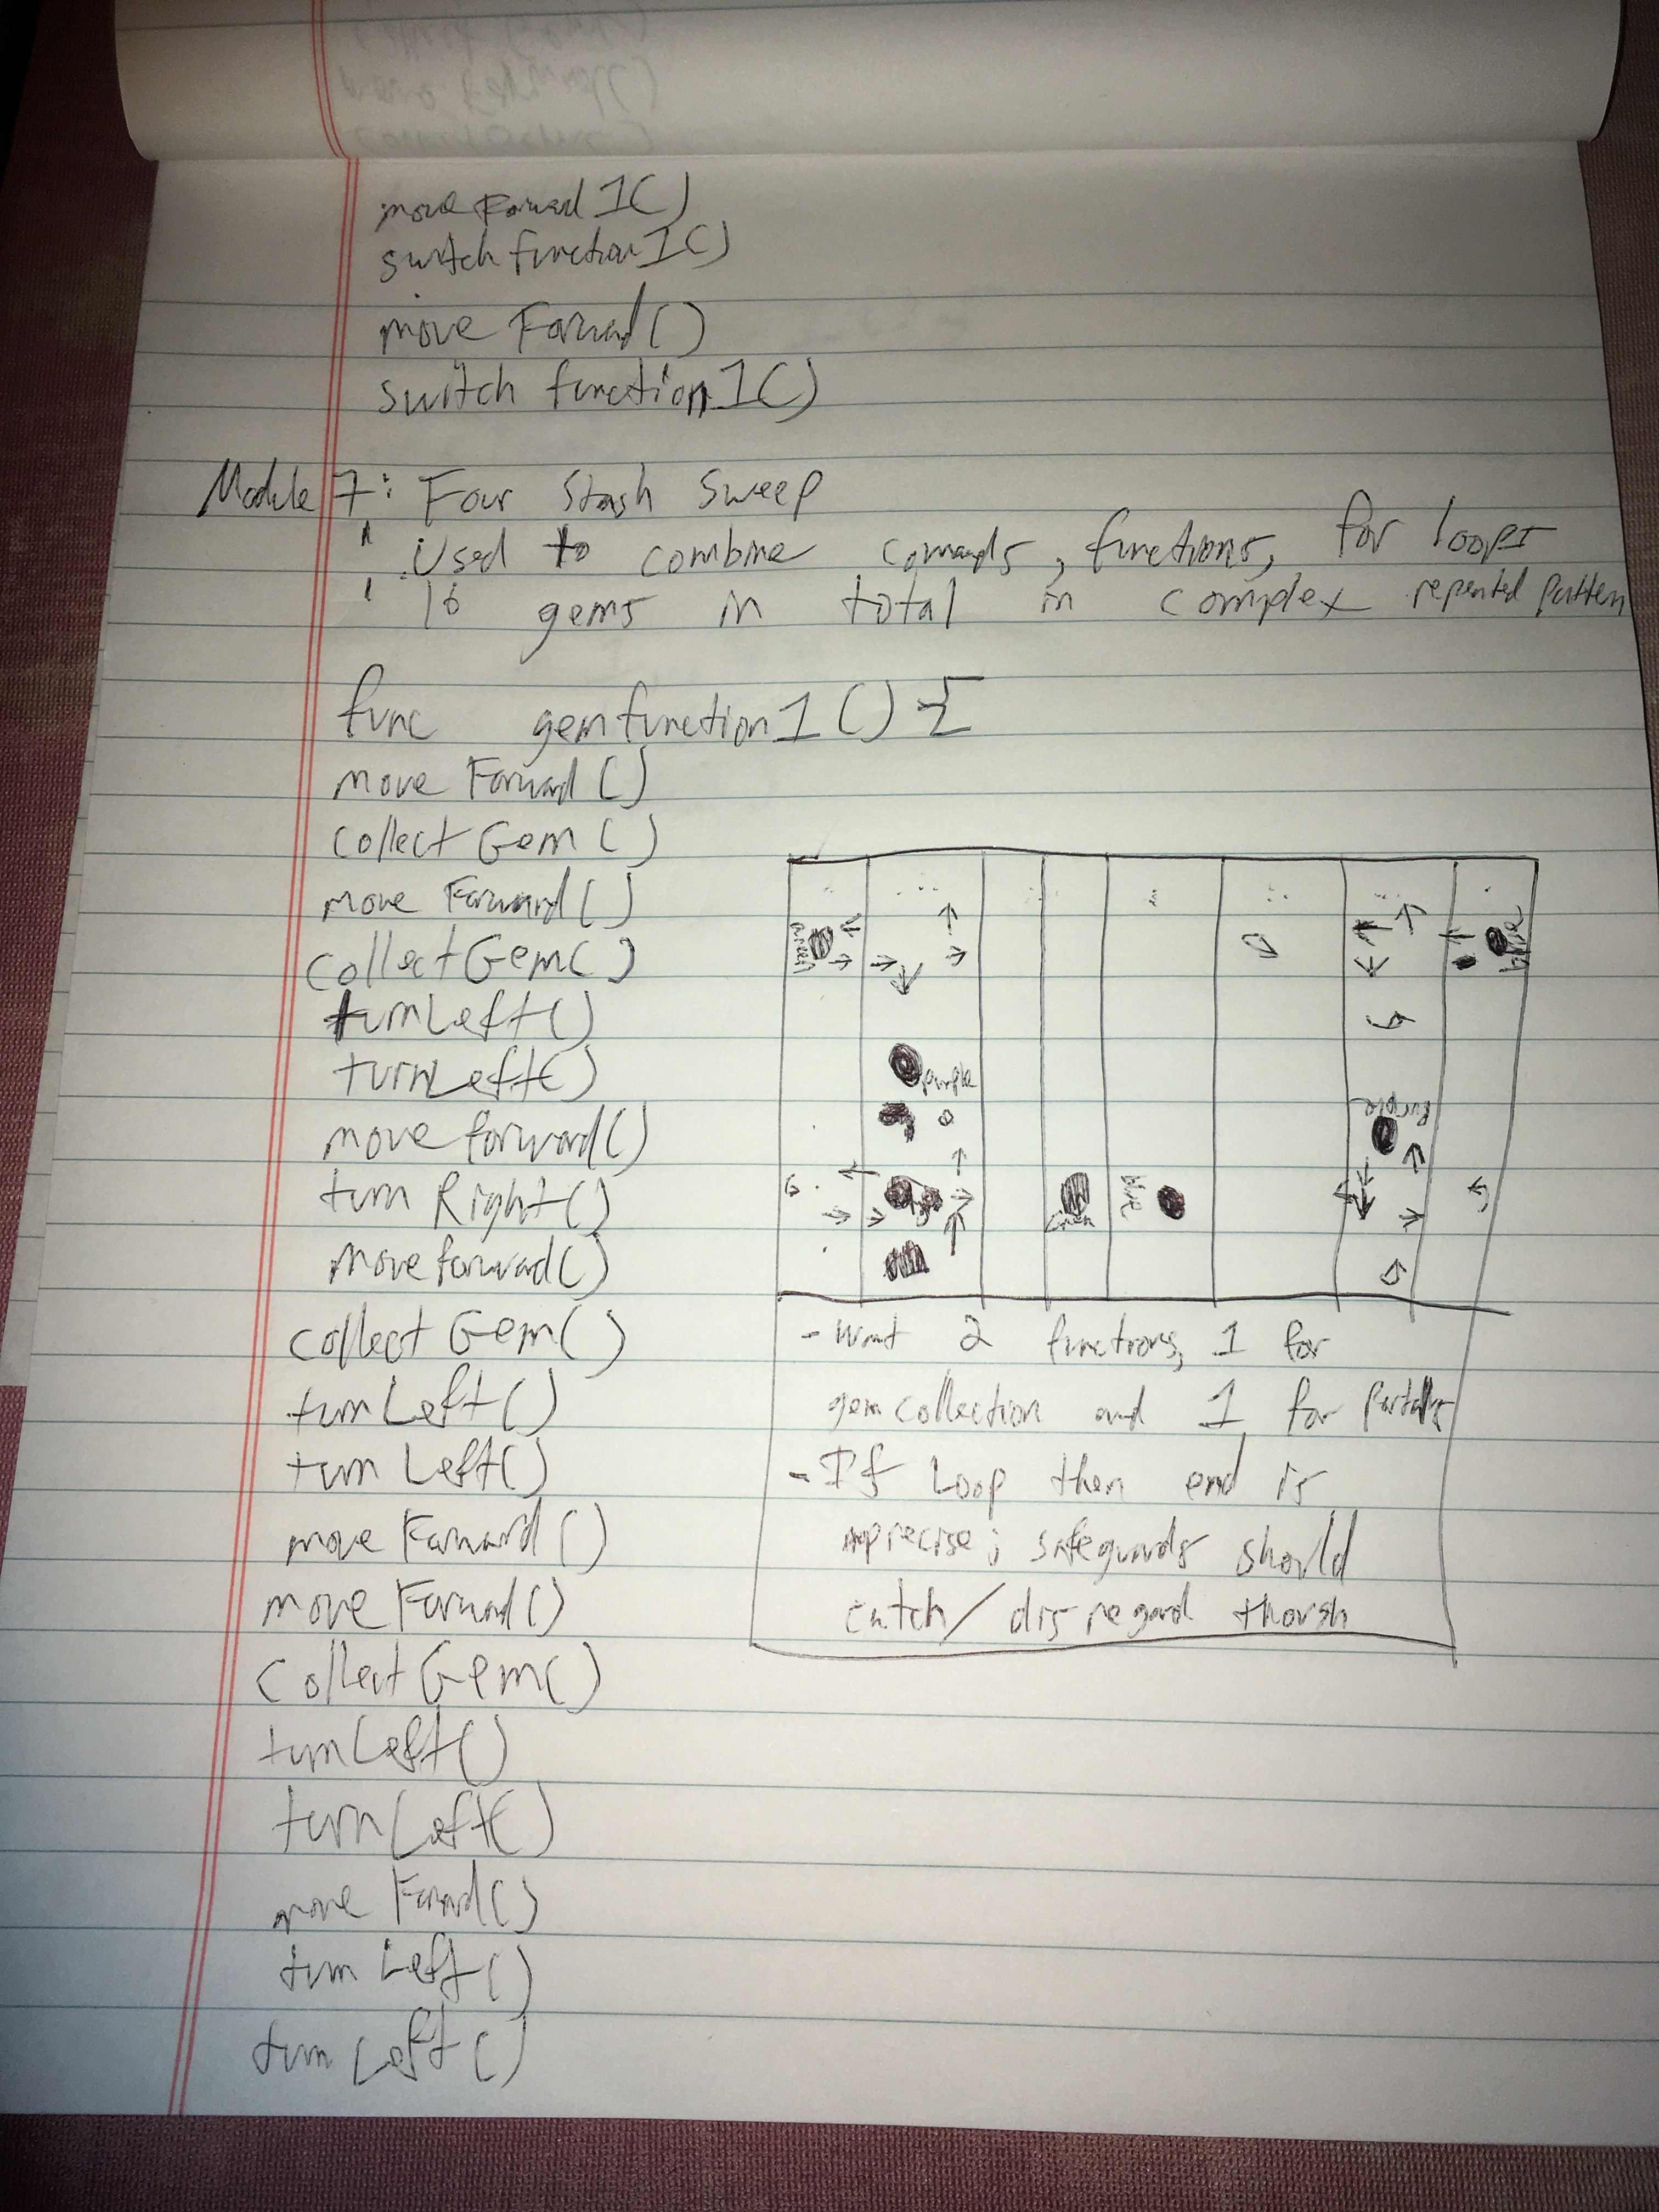 moveForward1()
switchfunction1()
moveForward()
switchfunction1()
Module 7: Four Stash Sweep
· Used to combine commands, functions, for loops
· 16 gems in total in complex repeated pattern
func gemfunction1() {
moveForward()
collectGem()
moveForward()
collectGem()
turnLeft()
turnLeft()
moveforward()
turnRight()
moveforward()
collectGem()
turnLeft()
turnLeft()
moveForward()
moveForward()
collectGem()
turnLeft()
turnLeft()
moveForward()
turnLeft()
turnLeft()
purple
purple
- Want 2 functions, 1 for
gem collection and 1 for
- If Loop then end is
imprecise; safeguards should
catch/disregard